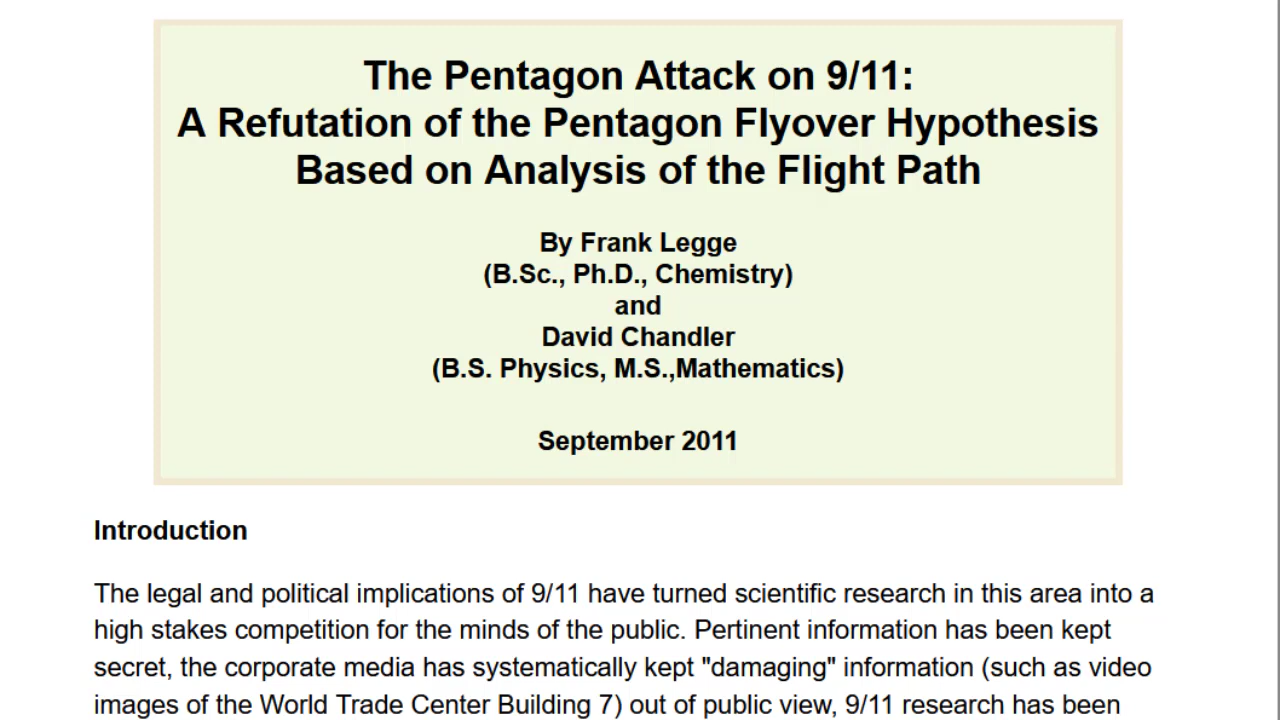 The Pentagon Attack on 9/11:
A Refutation of the Pentagon Flyover Hypothesis
Based on Analysis of the Flight Path
By Frank Legge
(B.Sc., Ph.D., Chemistry)
and
David Chandler
(B.S. Physics, M.S.,Mathematics)
September 2011
Introduction
The legal and political implications of 9/11 have turned scientific research in this area into a
high stakes competition for the minds of the public. Pertinent information has been kept
secret, the corporate media has systematically kept "damaging" information (such as video
images of the World Trade Center Building 7) out of public view, 9/11 research has been